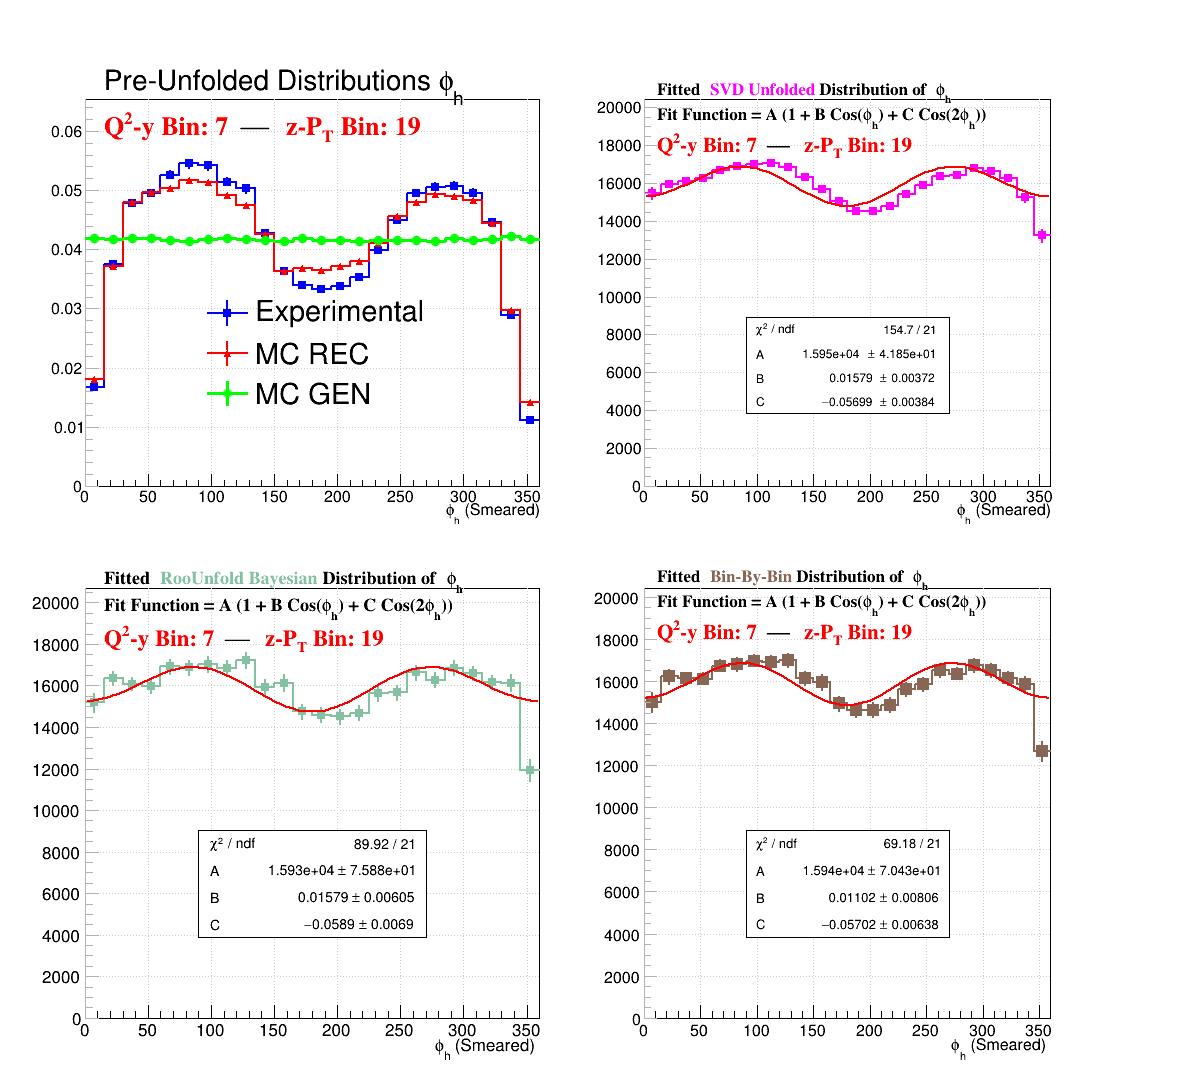 Pre-Unfolded Distributions ϕh
Q2-y Bin: 7 — z-PT Bin: 19
0.06
0.05
0.04
0.03
0.02
0.01
0
Experimental
MC REC
MC GEN
0 50 100 150 200 250 300 350
ϕh (Smeared)
Fitted SVD Unfolded Distribution of ϕh
Fit Function = A (1 + B Cos(ϕh) + C Cos(2ϕh))
Q2-y Bin: 7 — z-PT Bin: 19
20000
18000
16000
14000
12000
10000
8000
6000
4000
2000
0
χ2 / ndf 154.7 / 21
A 1.595e+04 ± 4.185e+01
B 0.01579 ± 0.00372
C −0.05699 ± 0.00384
0 50 100 150 200 250 300 350
ϕh (Smeared)
Fitted RooUnfold Bayesian Distribution of ϕh
Fit Function = A (1 + B Cos(ϕh) + C Cos(2ϕh))
Q2-y Bin: 7 — z-PT Bin: 19
20000
18000
16000
14000
12000
10000
8000
6000
4000
2000
0
χ2 / ndf 89.92 / 21
A 1.593e+04 ± 7.588e+01
B 0.01579 ± 0.00605
C −0.0589 ± 0.0069
0 50 100 150 200 250 300 350
ϕh (Smeared)
Fitted Bin-By-Bin Distribution of ϕh
Fit Function = A (1 + B Cos(ϕh) + C Cos(2ϕh))
Q2-y Bin: 7 — z-PT Bin: 19
20000
18000
16000
14000
12000
10000
8000
6000
4000
2000
0
χ2 / ndf 69.18 / 21
A 1.594e+04 ± 7.043e+01
B 0.01102 ± 0.00806
C −0.05702 ± 0.00638
0 50 100 150 200 250 300 350
ϕh (Smeared)